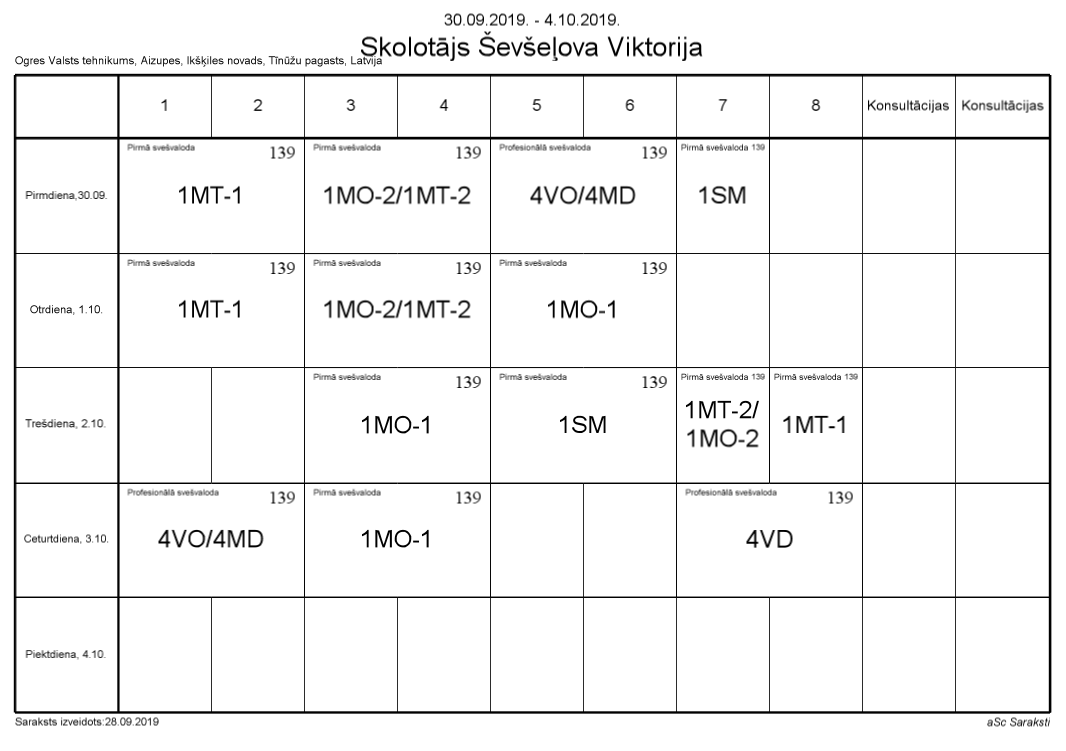 30.09.2019. - 4.10.2019.
Skolotājs Ševšeļova Viktorija
Ogres Valsts tehnikums, Aizupes, Ikšķiles novads, Tīnūžu pagasts, Latvija
1 2 3 4 5 6 7 8 Konsultācijas Konsultācijas
Pirmdiena,30.09.
Pirmā svešvaloda 139
1MT-1
Pirmā svešvaloda 139
1MO-2/1MT-2
Profesionālā svešvaloda 139
4VO/4MD
Pirmā svešvaloda 139
1SM
Otrdiena, 1.10.
Pirmā svešvaloda 139
1MT-1
Pirmā svešvaloda 139
1MO-2/1MT-2
Pirmā svešvaloda 139
1MO-1
Trešdiena, 2.10.
Pirmā svešvaloda 139
1MO-1
Pirmā svešvaloda 139
1SM
Pirmā svešvaloda 139
1MT-2/
1MO-2
Pirmā svešvaloda 139
1MT-1
Ceturtdiena, 3.10.
Profesionālā svešvaloda 139
4VO/4MD
Pirmā svešvaloda 139
1MO-1
Profesionālā svešvaloda 139
4VD
Piektdiena, 4.10.
Saraksts izveidots:28.09.2019
aSc Saraksti